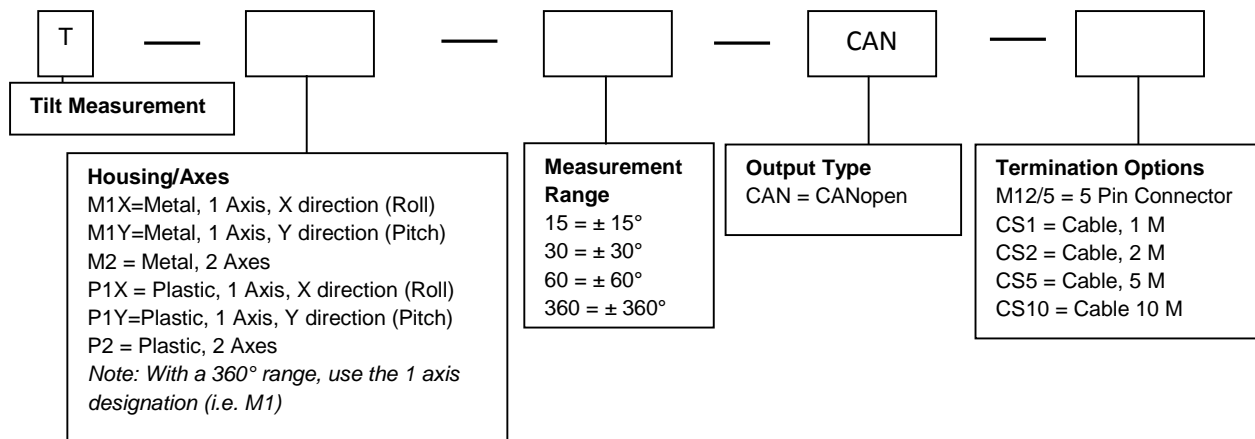 T
CAN
Tilt Measurement
Housing/Axes
M1X=Metal, 1 Axis, X direction (Roll)
M1Y=Metal, 1 Axis, Y direction (Pitch)
M2 = Metal, 2 Axes
P1X = Plastic, 1 Axis, X direction (Roll)
P1Y=Plastic, 1 Axis, Y direction (Pitch)
P2 = Plastic, 2 Axes
Note: With a 360° range, use the 1 axis
designation (i.e. M1)
Measurement
Range
15 = ± 15°
30 = ± 30°
60 = ± 60°
360 = ± 360°
Output Type
CAN = CANopen
Termination Options
M12/5 = 5 Pin Connector
CS1 = Cable, 1 M
CS2 = Cable, 2 M
CS5 = Cable, 5 M
CS10 = Cable 10 M